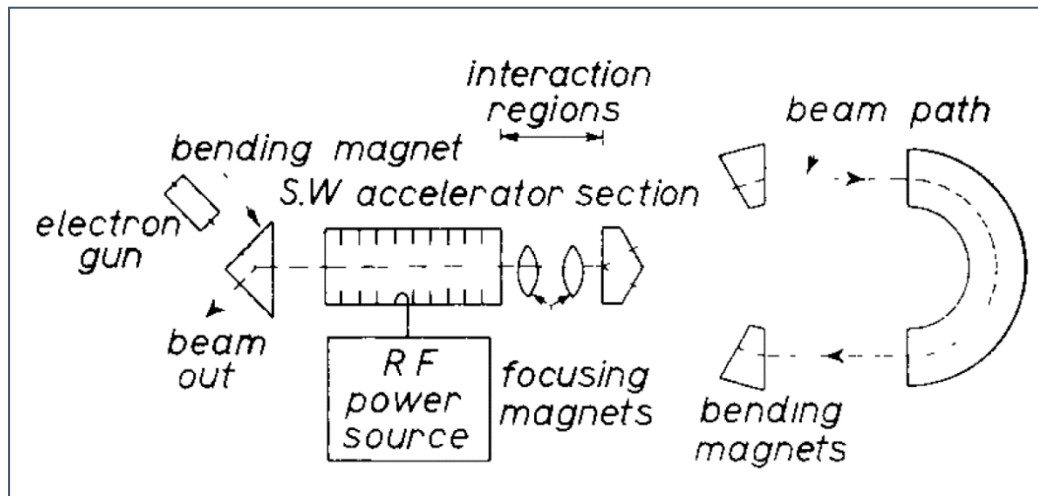 interaction
regions
beam path
bending magnet
S.W accelerator section
electron
gun
beam
out
R F
power
source
focusing
magnets
bending
magnets